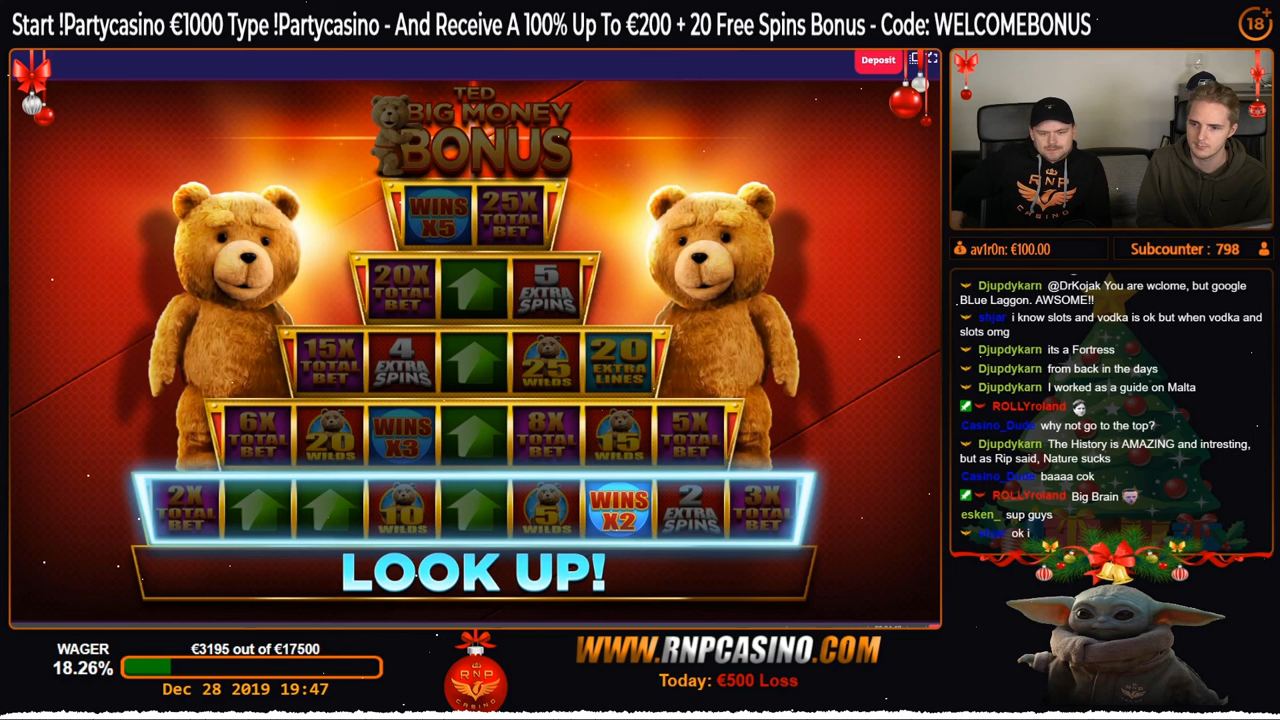 Start !Partycasino €1000 Type !Partycasino - And Receive A 100% Up To €200 + 20 Free Spins Bonus - Code: WELCOMEBONUS
18+
Deposit
TED
BIG MONEY
BONUS
WINS X5
25X TOTAL BET
20X TOTAL BET
5 EXTRA SPINS
15X TOTAL BET
4 EXTRA SPINS
25 WILDS
20 EXTRA LINES
6X TOTAL BET
20 WILDS
WINS X3
8X TOTAL BET
15 WILDS
5X TOTAL BET
2X TOTAL BET
10 WILDS
5 WILDS
WINS X2
2 EXTRA SPINS
3X TOTAL BET
LOOK UP!
RNP
CASINO
av1r0n: €100.00
Subcounter : 798
Djupdykarn @DrKojak You are wclome, but google
BLue Laggon. AWSOME!!
shjar i know slots and vodka is ok but when vodka and
slots omg
Djupdykarn its a Fortress
Djupdykarn from back in the days
Djupdykarn I worked as a guide on Malta
ROLLYroland
Casino_Dude why not go to the top?
Djupdykarn The History is AMAZING and intresting,
but as Rip said, Nature sucks
Casino_Dude baaaa cok
ROLLYroland Big Brain
esken_ sup guys
ok i
WAGER
18.26%
€3195 out of €17500
Dec 28 2019 19:47
RNP
CASINO
WWW.RNPCASINO.COM
Today: €500 Loss